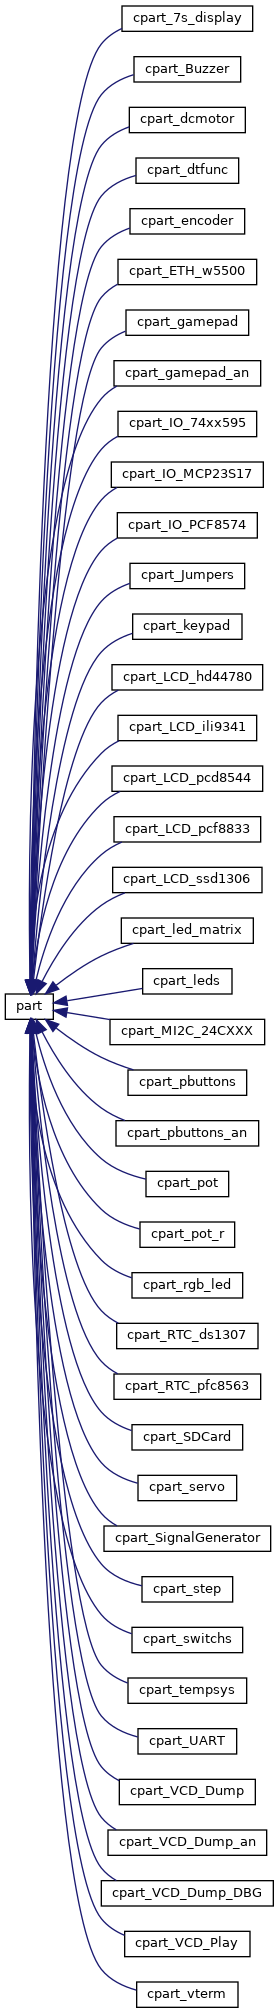 cpart_7s_display
cpart_Buzzer
cpart_dcmotor
cpart_dtfunc
cpart_encoder
cpart_ETH_w5500
cpart_gamepad
cpart_gamepad_an
cpart_IO_74xx595
cpart_IO_MCP23S17
cpart_IO_PCF8574
cpart_Jumpers
cpart_keypad
cpart_LCD_hd44780
cpart_LCD_ili9341
cpart_LCD_pcd8544
cpart_LCD_pcf8833
cpart_LCD_ssd1306
cpart_led_matrix
cpart_leds
part
cpart_MI2C_24CXXX
cpart_pbuttons
cpart_pbuttons_an
cpart_pot
cpart_pot_r
cpart_rgb_led
cpart_RTC_ds1307
cpart_RTC_pfc8563
cpart_SDCard
cpart_servo
cpart_SignalGenerator
cpart_step
cpart_switchs
cpart_tempsys
cpart_UART
cpart_VCD_Dump
cpart_VCD_Dump_an
cpart_VCD_Dump_DBG
cpart_VCD_Play
cpart_vterm